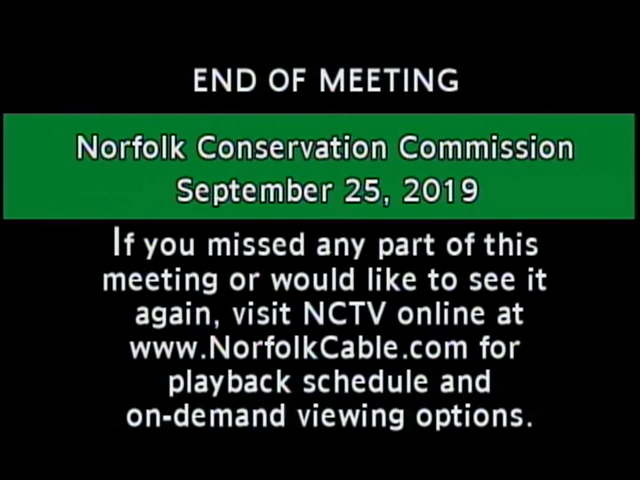 END OF MEETING
Norfolk Conservation Commission
September 25, 2019
If you missed any part of this
meeting or would like to see it
again, visit NCTV online at
www.NorfolkCable.com for
playback schedule and
on-demand viewing options.